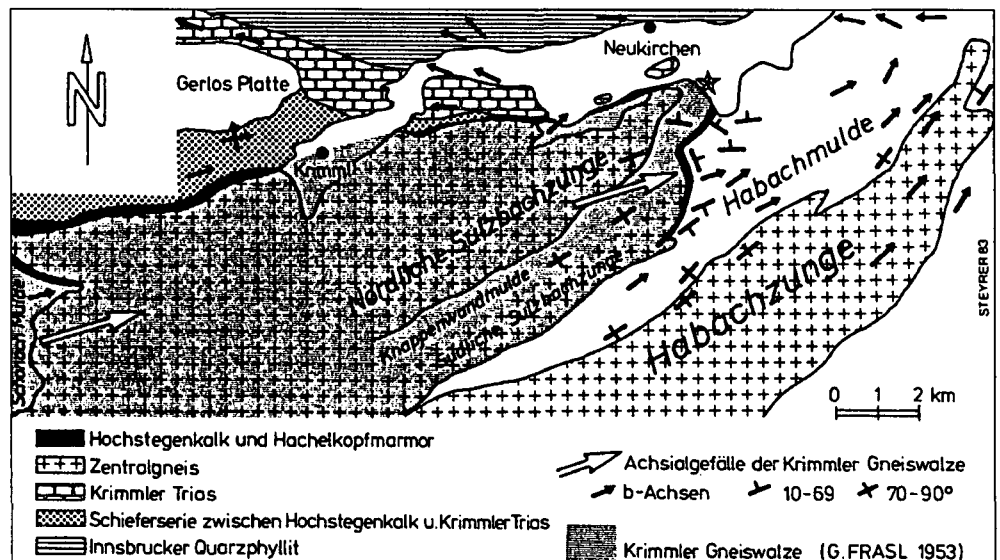 N
Neukirchen
Gerlos Platte
Krimml
Nördliche Sulzbachzunge
Habachmulde
Knappenwandmulde
Südliche Sulzbachzunge
Habachzunge
Schönach Mulde
STEYRER 83
0 1 2 km
Hochstegenkalk und Hachelkopfmarmor
Zentralgneis
Krimmler Trias
Schieferserie zwischen Hochstegenkalk u. Krimmler Trias
Innsbrucker Quarzphyllit
Achsialgefälle der Krimmler Gneiswalze
b-Achsen 10-69 70-90°
Krimmler Gneiswalze (G. FRASL 1953)